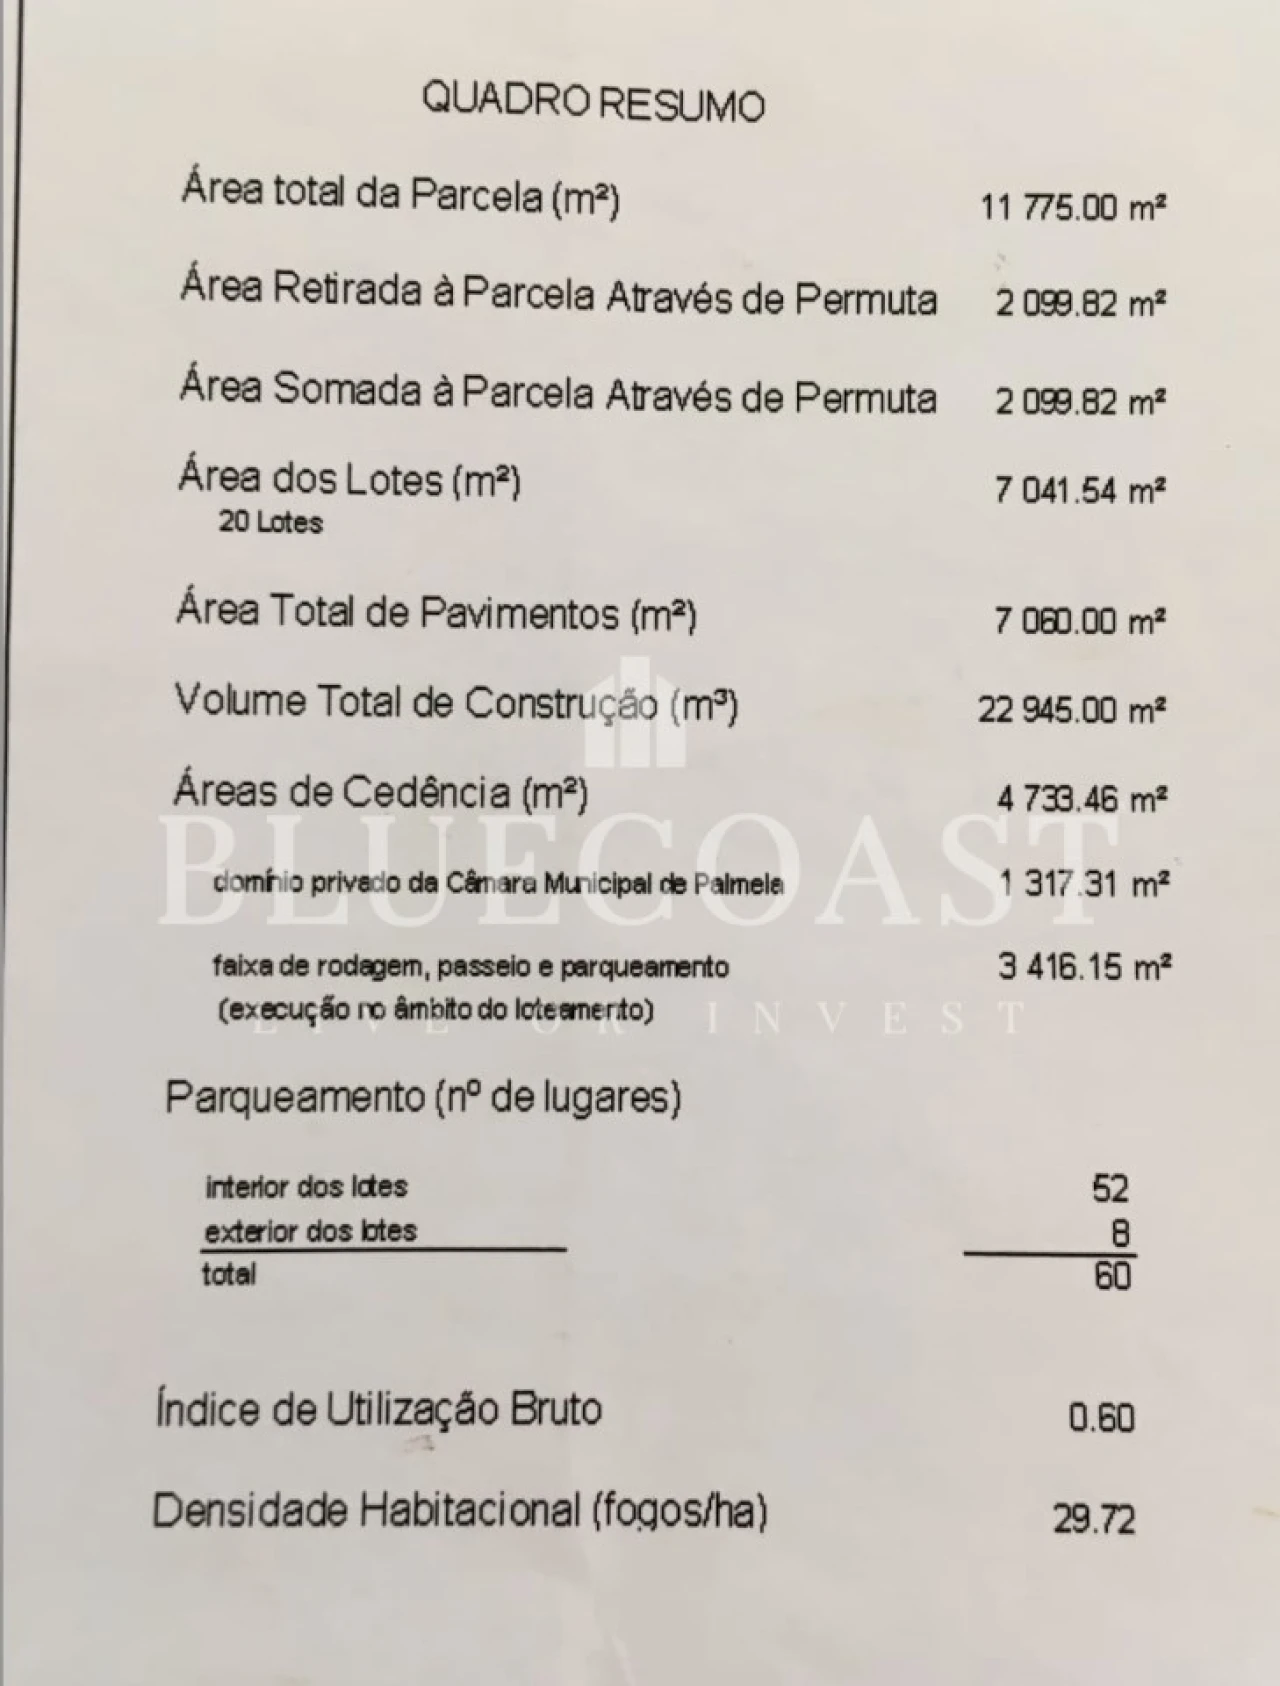 QUADRO RESUMO
Área total da Parcela (m²) 11 775.00 m²
Área Retirada à Parcela Através de Permuta 2 099.82 m²
Área Somada à Parcela Através de Permuta 2 099.82 m²
Área dos Lotes (m²) 7 041.54 m²
20 Lotes
Área Total de Pavimentos (m²) 7 060.00 m²
Volume Total de Construção (m³) 22 945.00 m²
Áreas de Cedência (m²) 4 733.46 m²
BLUECOAST
domínio privado da Câmara Municipal de Palmela 1 317.31 m²
faixa de rodagem, passeio e parqueamento 3 416.15 m²
(execução no âmbito do loteamento)
LIVE OR INVEST
Parqueamento (nº de lugares)
interior dos lotes 52
exterior dos lotes 8
total 60
Índice de Utilização Bruto 0.60
Densidade Habitacional (fogos/ha) 29.72